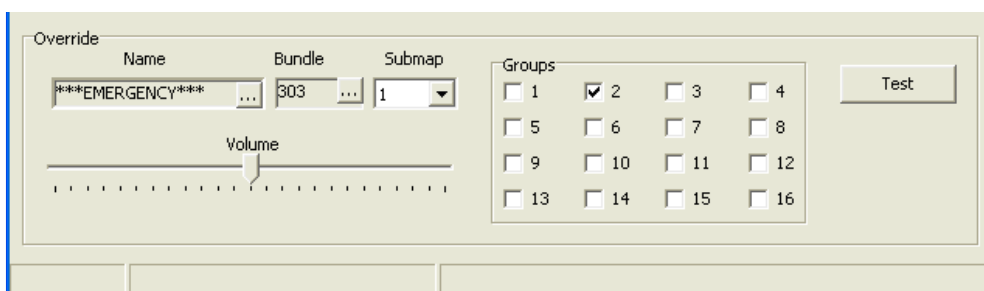 Override
Name Bundle Submap
***EMERGENCY*** ... 303 ... 1
Volume
Groups
1 2 3 4
5 6 7 8
9 10 11 12
13 14 15 16
Test